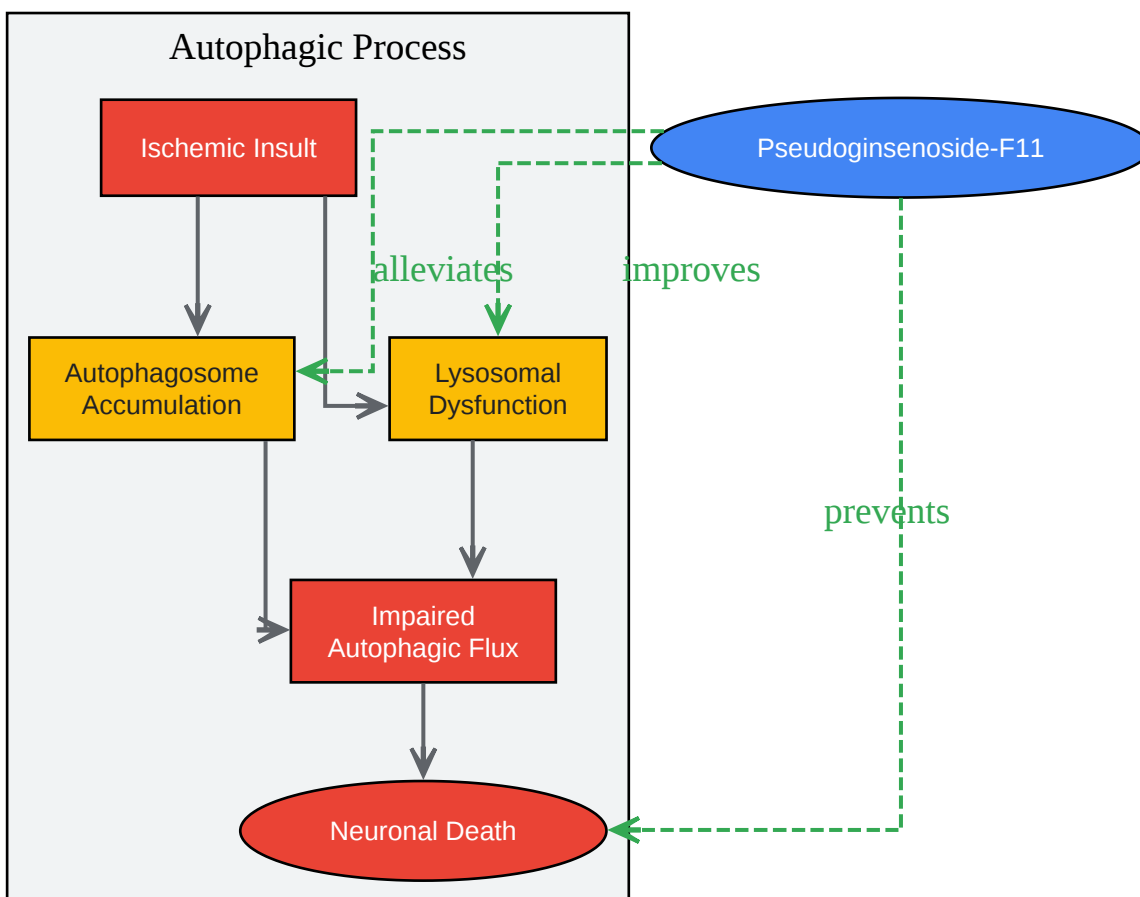 Autophagic Process
Ischemic Insult
Pseudoginsenoside-F11
alleviates
improves
Autophagosome
Accumulation
Lysosomal
Dysfunction
prevents
Impaired
Autophagic Flux
Neuronal Death